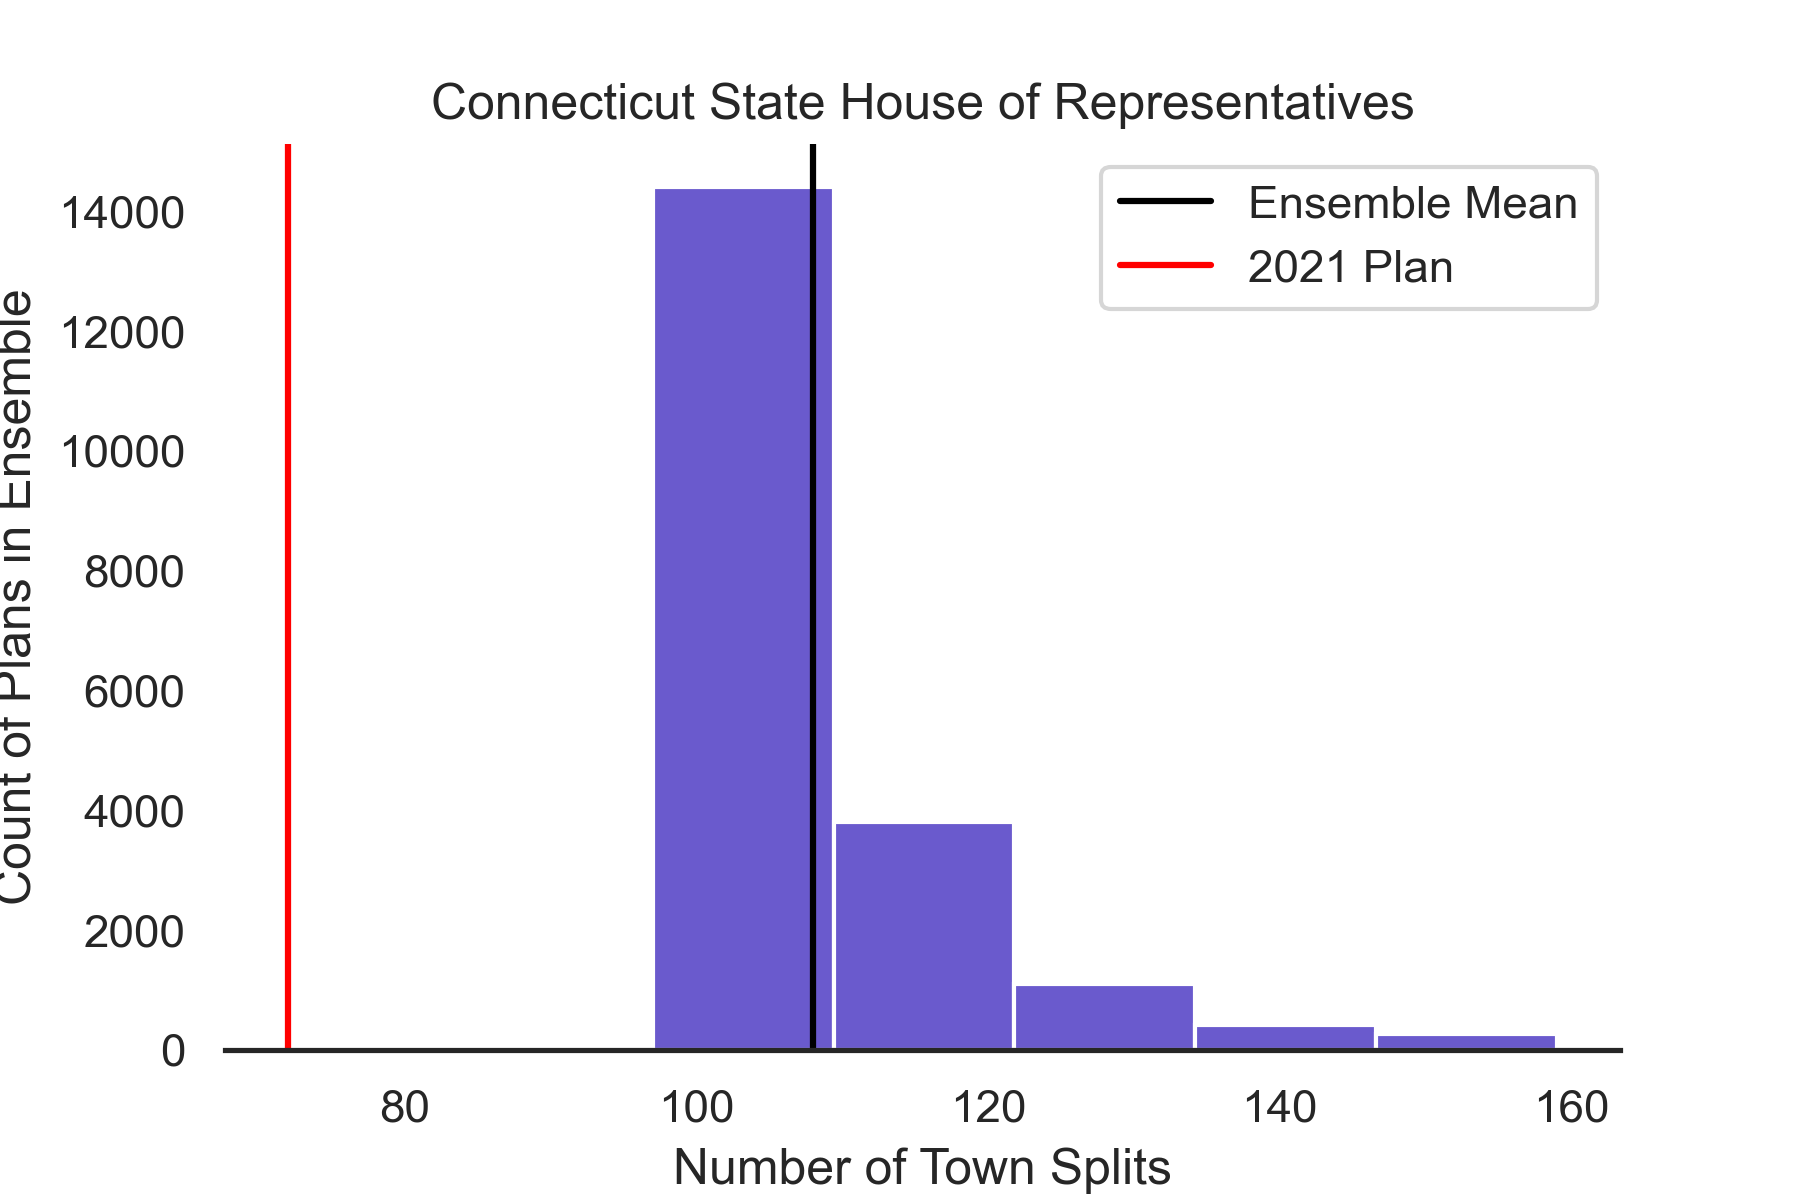 Connecticut State House of Representatives
Ensemble Mean
2021 Plan
14000
12000
10000
8000
6000
4000
2000
0
Count of Plans in Ensemble
80 100 120 140 160
Number of Town Splits